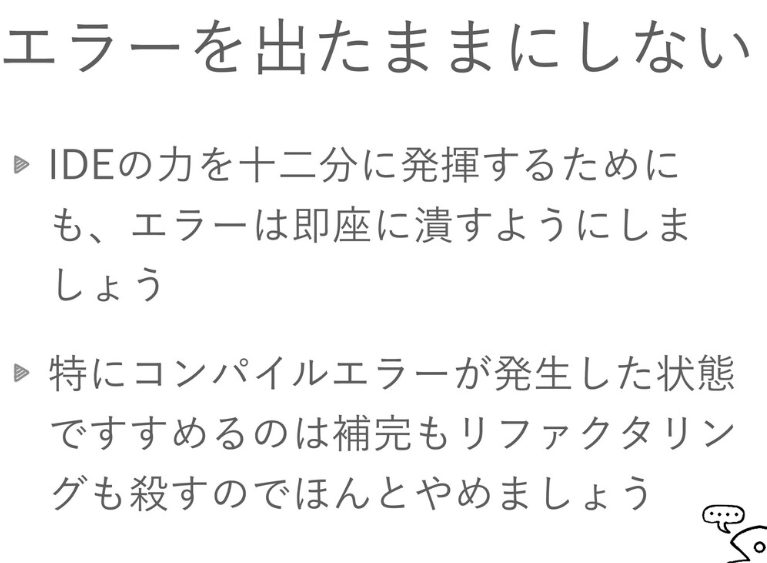 エラーを出たままにしない
IDEの力を十二分に発揮するために
も、エラーは即座に潰すようにしま
しょう
特にコンパイルエラーが発生した状態
ですすめるのは補完もリファクタリン
グも殺すのでほんとやめましょう